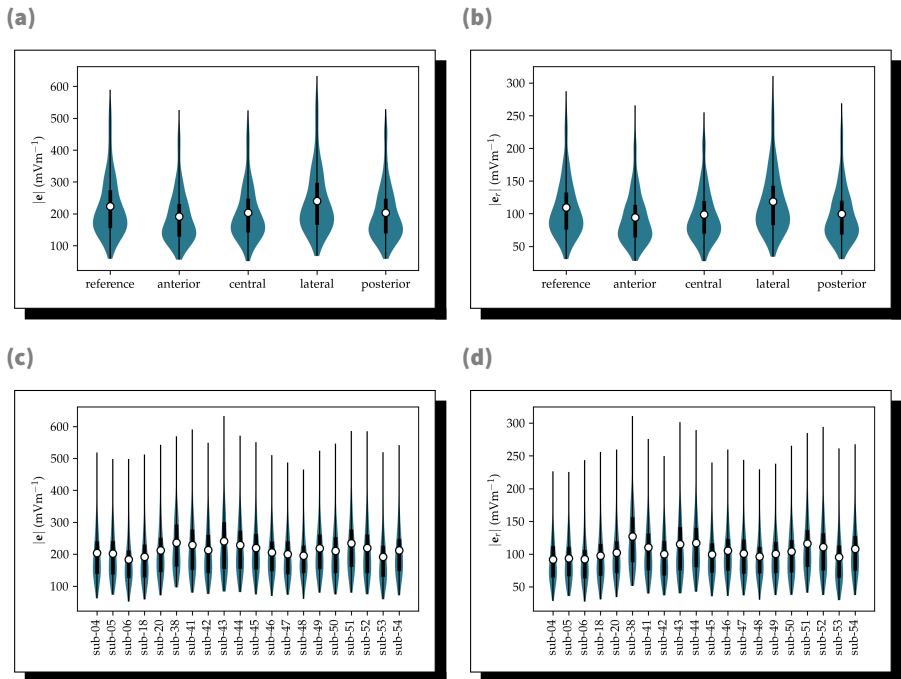 (a)
|e| (mVm⁻¹)
600
500
400
300
200
100
reference anterior central lateral posterior
(b)
|eᵣ| (mVm⁻¹)
300
250
200
150
100
50
reference anterior central lateral posterior
(c)
|e| (mVm⁻¹)
600
500
400
300
200
100
sub-04 sub-05 sub-06 sub-18 sub-20 sub-38 sub-41 sub-42 sub-43 sub-44 sub-45 sub-46 sub-47 sub-48 sub-49 sub-50 sub-51 sub-52 sub-53 sub-54
(d)
|eᵣ| (mVm⁻¹)
300
250
200
150
100
50
sub-04 sub-05 sub-06 sub-18 sub-20 sub-38 sub-41 sub-42 sub-43 sub-44 sub-45 sub-46 sub-47 sub-48 sub-49 sub-50 sub-51 sub-52 sub-53 sub-54